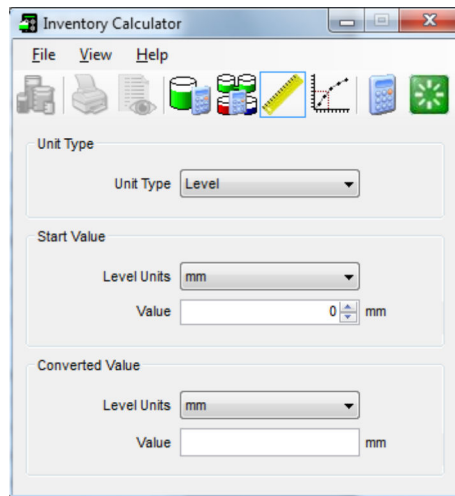 Inventory Calculator
File View Help
Unit Type
Unit Type Level
Start Value
Level Units mm
Value 0 mm
Converted Value
Level Units mm
Value mm